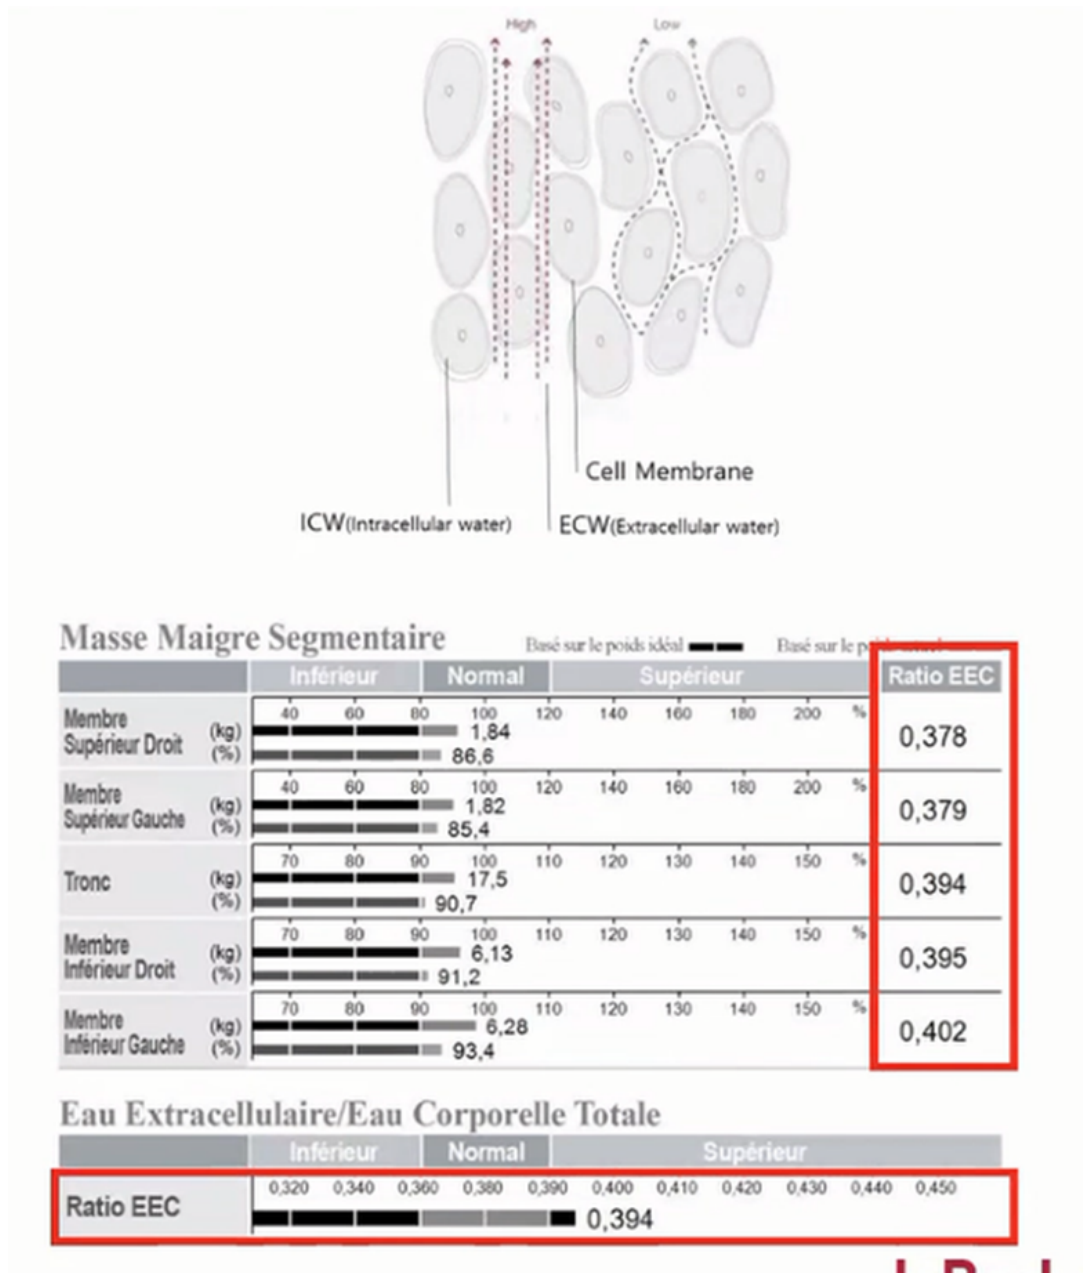 High
Low
Cell Membrane
ICW(Intracellular water)
ECW(Extracellular water)
Masse Maigre Segmentaire
Basé sur le poids idéal
Basé sur le
Inférieur Normal Supérieur Ratio EEC
Membre Supérieur Droit
40 60 80 100 120 140 160 180 200 %
(kg) 1,84
(%) 86,6
0,378
Membre Supérieur Gauche
40 60 80 100 120 140 160 180 200 %
(kg) 1,82
(%) 85,4
0,379
Tronc
70 80 90 100 110 120 130 140 150 %
(kg) 17,5
(%) 90,7
0,394
Membre Inférieur Droit
70 80 90 100 110 120 130 140 150 %
(kg) 6,13
(%) 91,2
0,395
Membre Inférieur Gauche
70 80 90 100 110 120 130 140 150 %
(kg) 6,28
(%) 93,4
0,402
Eau Extracellulaire/Eau Corporelle Totale
Inférieur Normal Supérieur
Ratio EEC
0,320 0,340 0,360 0,380 0,390 0,400 0,410 0,420 0,430 0,440 0,450
0,394